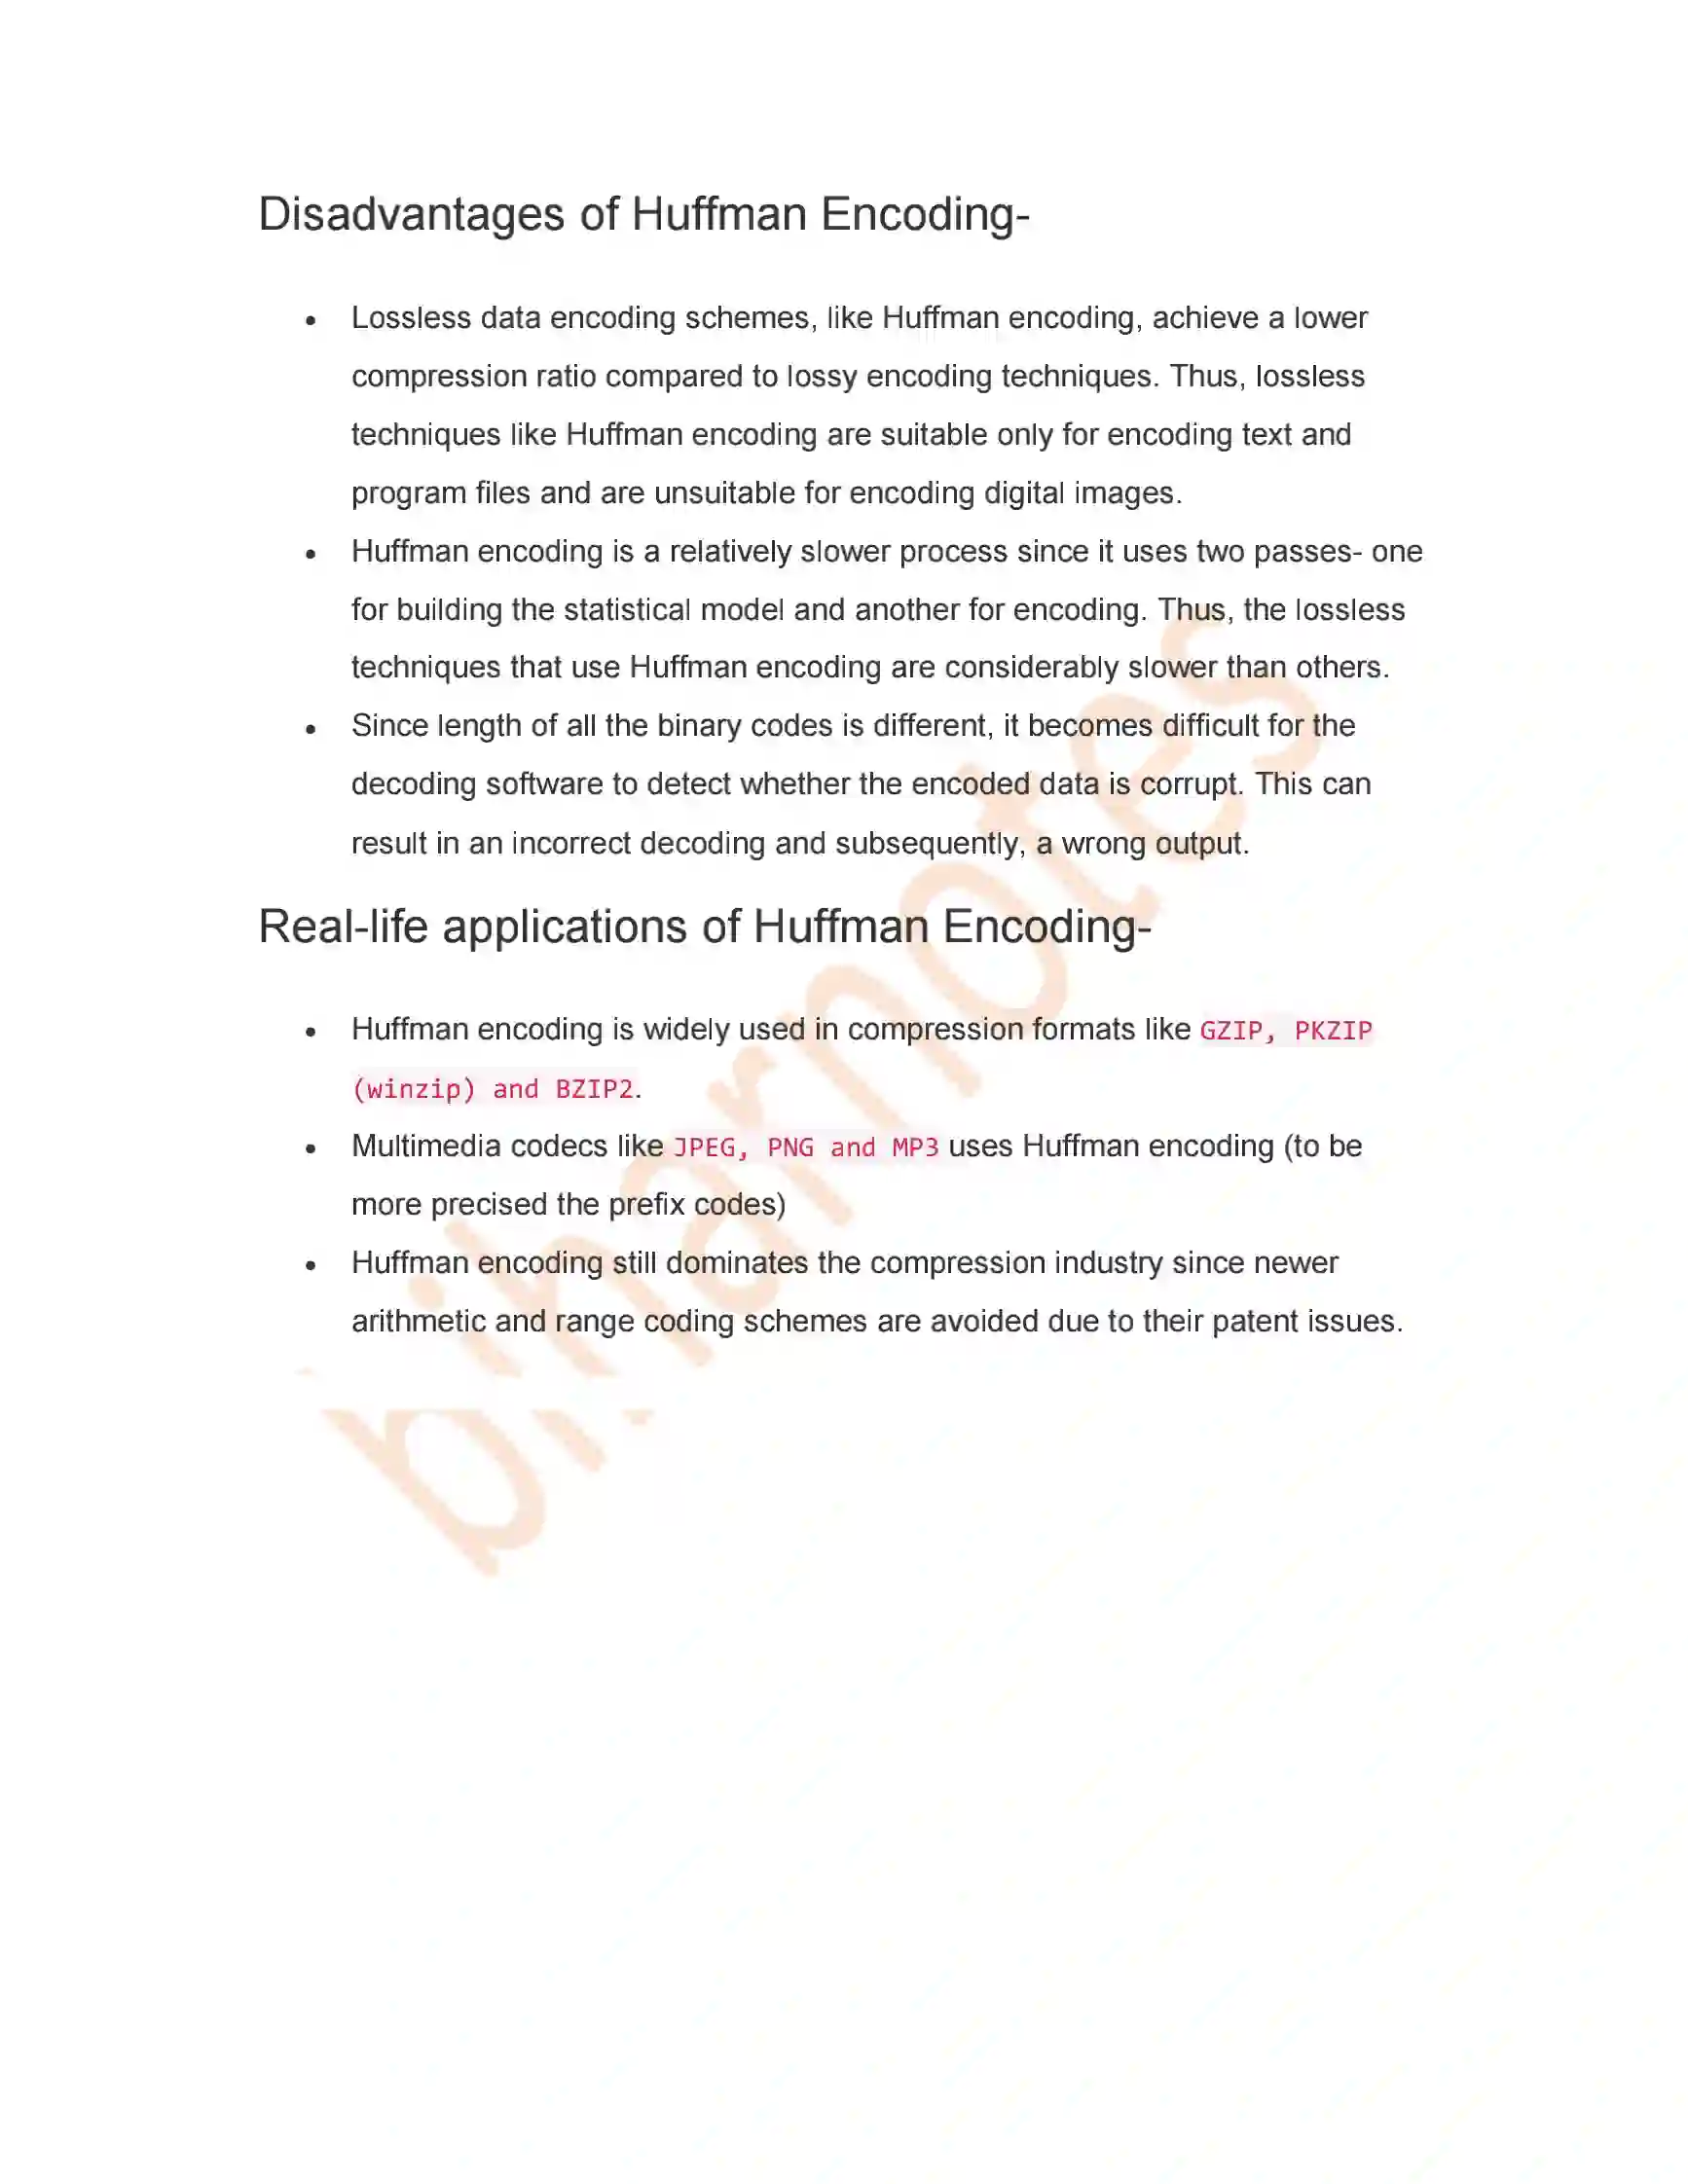 Disadvantages of Huffman Encoding-
• Lossless data encoding schemes, like Huffman encoding, achieve a lower
compression ratio compared to lossy encoding techniques. Thus, lossless
techniques like Huffman encoding are suitable only for encoding text and
program files and are unsuitable for encoding digital images.
• Huffman encoding is a relatively slower process since it uses two passes- one
for building the statistical model and another for encoding. Thus, the lossless
techniques that use Huffman encoding are considerably slower than others.
• Since length of all the binary codes is different, it becomes difficult for the
decoding software to detect whether the encoded data is corrupt. This can
result in an incorrect decoding and subsequently, a wrong output.
Real-life applications of Huffman Encoding-
• Huffman encoding is widely used in compression formats like GZIP, PKZIP
(winzip) and BZIP2.
• Multimedia codecs like JPEG, PNG and MP3 uses Huffman encoding (to be
more precised the prefix codes)
• Huffman encoding still dominates the compression industry since newer
arithmetic and range coding schemes are avoided due to their patent issues.
biharnotes